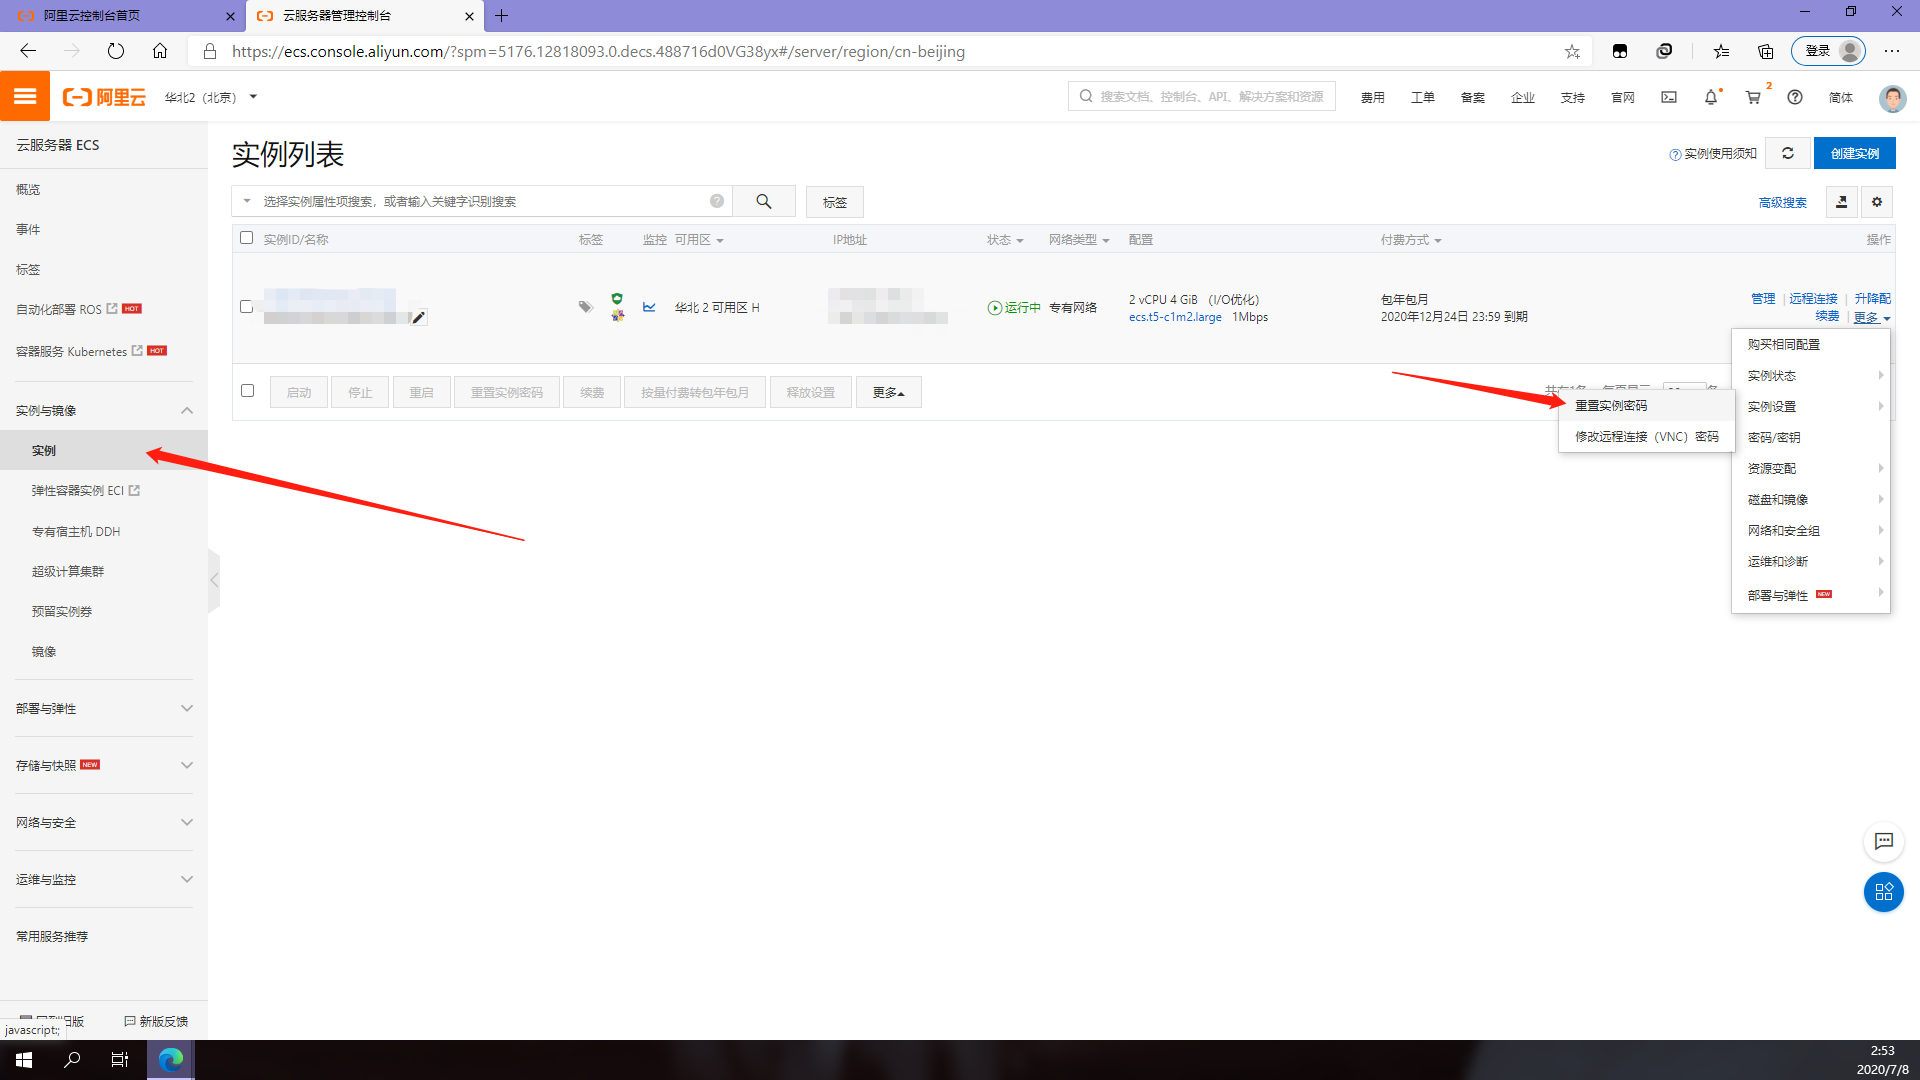 阿里云控制台首页
云服务器管理控制台
https://ecs.console.aliyun.com/?spm=5176.12818093.0.decs.488716d0VG38yx#/server/region/cn-beijing
登录
阿里云
华北2（北京）
搜索文档、控制台、API、解决方案和资源
费用
工单
备案
企业
支持
官网
2
简体
云服务器 ECS
概览
事件
标签
自动化部署 ROS HOT
容器服务 Kubernetes HOT
实例与镜像
实例
弹性容器实例 ECI
专有宿主机 DDH
超级计算集群
预留实例券
镜像
部署与弹性
存储与快照 NEW
网络与安全
运维与监控
常用服务推荐
旧版
新版反馈
javascript:;
实例列表
实例使用须知
创建实例
选择实例属性项搜索，或者输入关键字识别搜索
标签
高级搜索
实例ID/名称 标签 监控 可用区 IP地址 状态 网络类型 配置 付费方式 操作
华北 2 可用区 H
运行中
专有网络
2 vCPU 4 GiB （I/O优化）
ecs.t5-c1m2.large 1Mbps
包年包月
2020年12月24日 23:59 到期
管理 | 远程连接 | 升降配
续费 | 更多
启动 停止 重启 重置实例密码 续费 按量付费转包年包月 释放设置 更多
重置实例密码
修改远程连接（VNC）密码
购买相同配置
实例状态
实例设置
密码/密钥
资源变配
磁盘和镜像
网络和安全组
运维和诊断
部署与弹性 NEW
2:53
2020/7/8